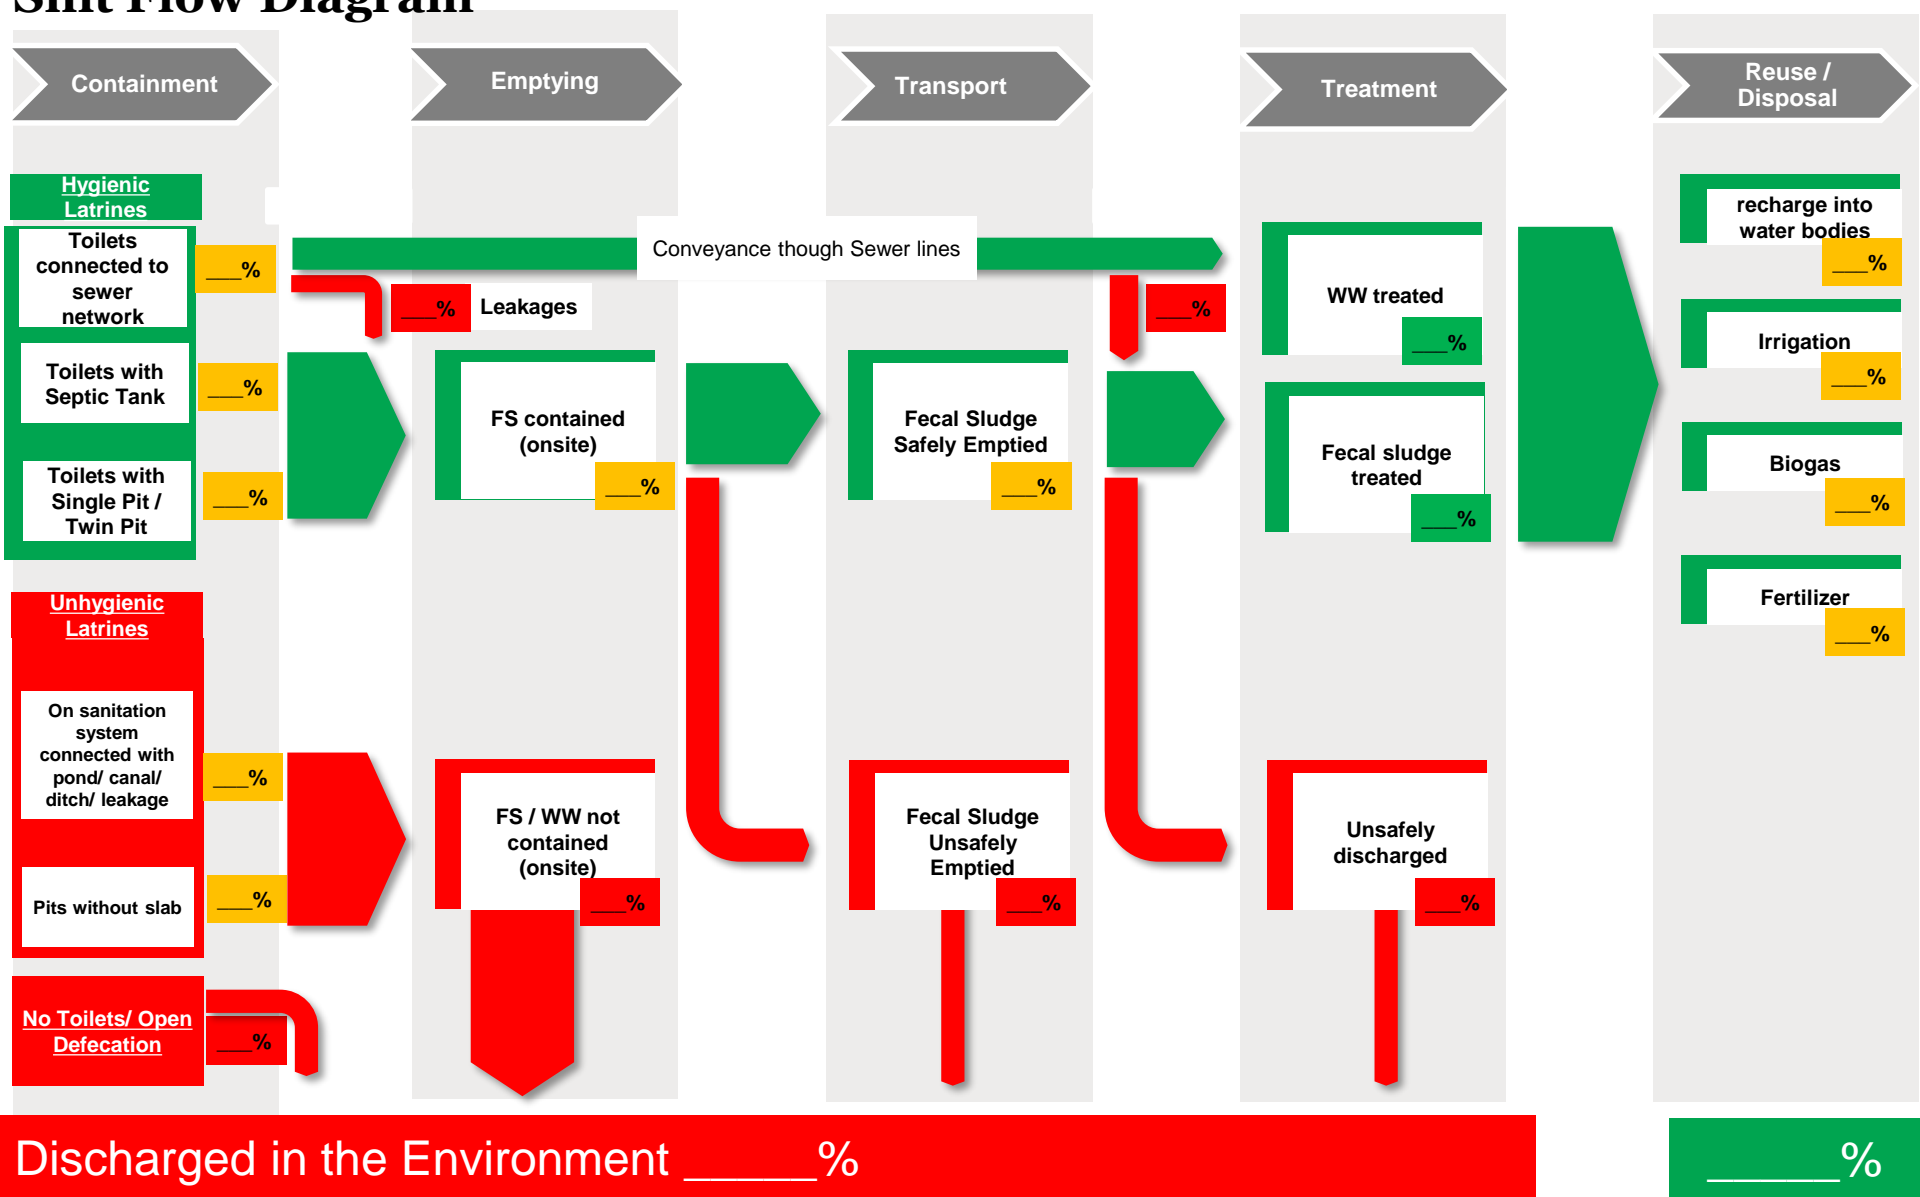 Shit Flow Diagram
Containment
Emptying
Transport
Treatment
Reuse /
Disposal
Hygienic
Latrines
Toilets
connected to
sewer
network
___%
Conveyance though Sewer lines
___%
Leakages
___%
Toilets with
Septic Tank
___%
Toilets with
Single Pit /
Twin Pit
___%
FS contained
(onsite)
___%
Fecal Sludge
Safely Emptied
___%
WW treated
___%
Fecal sludge
treated
___%
recharge into
water bodies
___%
Irrigation
___%
Biogas
___%
Fertilizer
___%
Unhygienic
Latrines
On sanitation
system
connected with
pond/ canal/
ditch/ leakage
___%
Pits without slab
___%
FS / WW not
contained
(onsite)
___%
Fecal Sludge
Unsafely
Emptied
___%
Unsafely
discharged
___%
No Toilets/ Open
Defecation
___%
Discharged in the Environment _____%
_____%